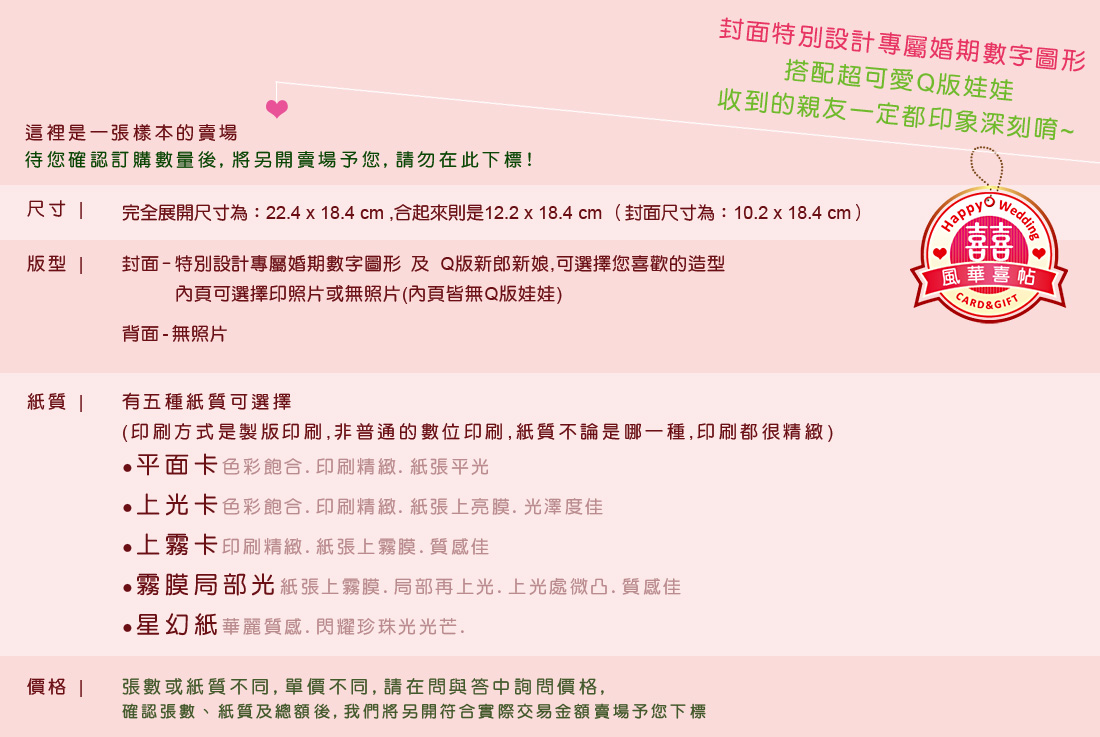 封面特別設計專屬婚期數字圖形
搭配超可愛Q版娃娃
收到的親友一定都印象深刻唷~
這裡是一張樣本的賣場
待您確認訂購數量後, 將另開賣場予您, 請勿在此下標!
Happy Wedding
囍
風華喜帖
CARD&GIFT
尺寸 | 完全展開尺寸為：22.4 x 18.4 cm ,合起來則是12.2 x 18.4 cm （封面尺寸為：10.2 x 18.4 cm）
版型 | 封面-特別設計專屬婚期數字圖形 及 Q版新郎新娘,可選擇您喜歡的造型
內頁可選擇印照片或無照片(內頁皆無Q版娃娃)
背面-無照片
紙質 | 有五種紙質可選擇
(印刷方式是製版印刷,非普通的數位印刷,紙質不論是哪一種,印刷都很精緻)
•平面卡 色彩飽合. 印刷精緻. 紙張平光
•上光卡 色彩飽合. 印刷精緻. 紙張上亮膜. 光澤度佳
•上霧卡 印刷精緻. 紙張上霧膜. 質感佳
•霧膜局部光 紙張上霧膜. 局部再上光. 上光處微凸. 質感佳
•星幻紙 華麗質感. 閃耀珍珠光光芒.
價格 | 張數或紙質不同, 單價不同, 請在問與答中詢問價格,
確認張數、紙質及總額後, 我們將另開符合實際交易金額賣場予您下標